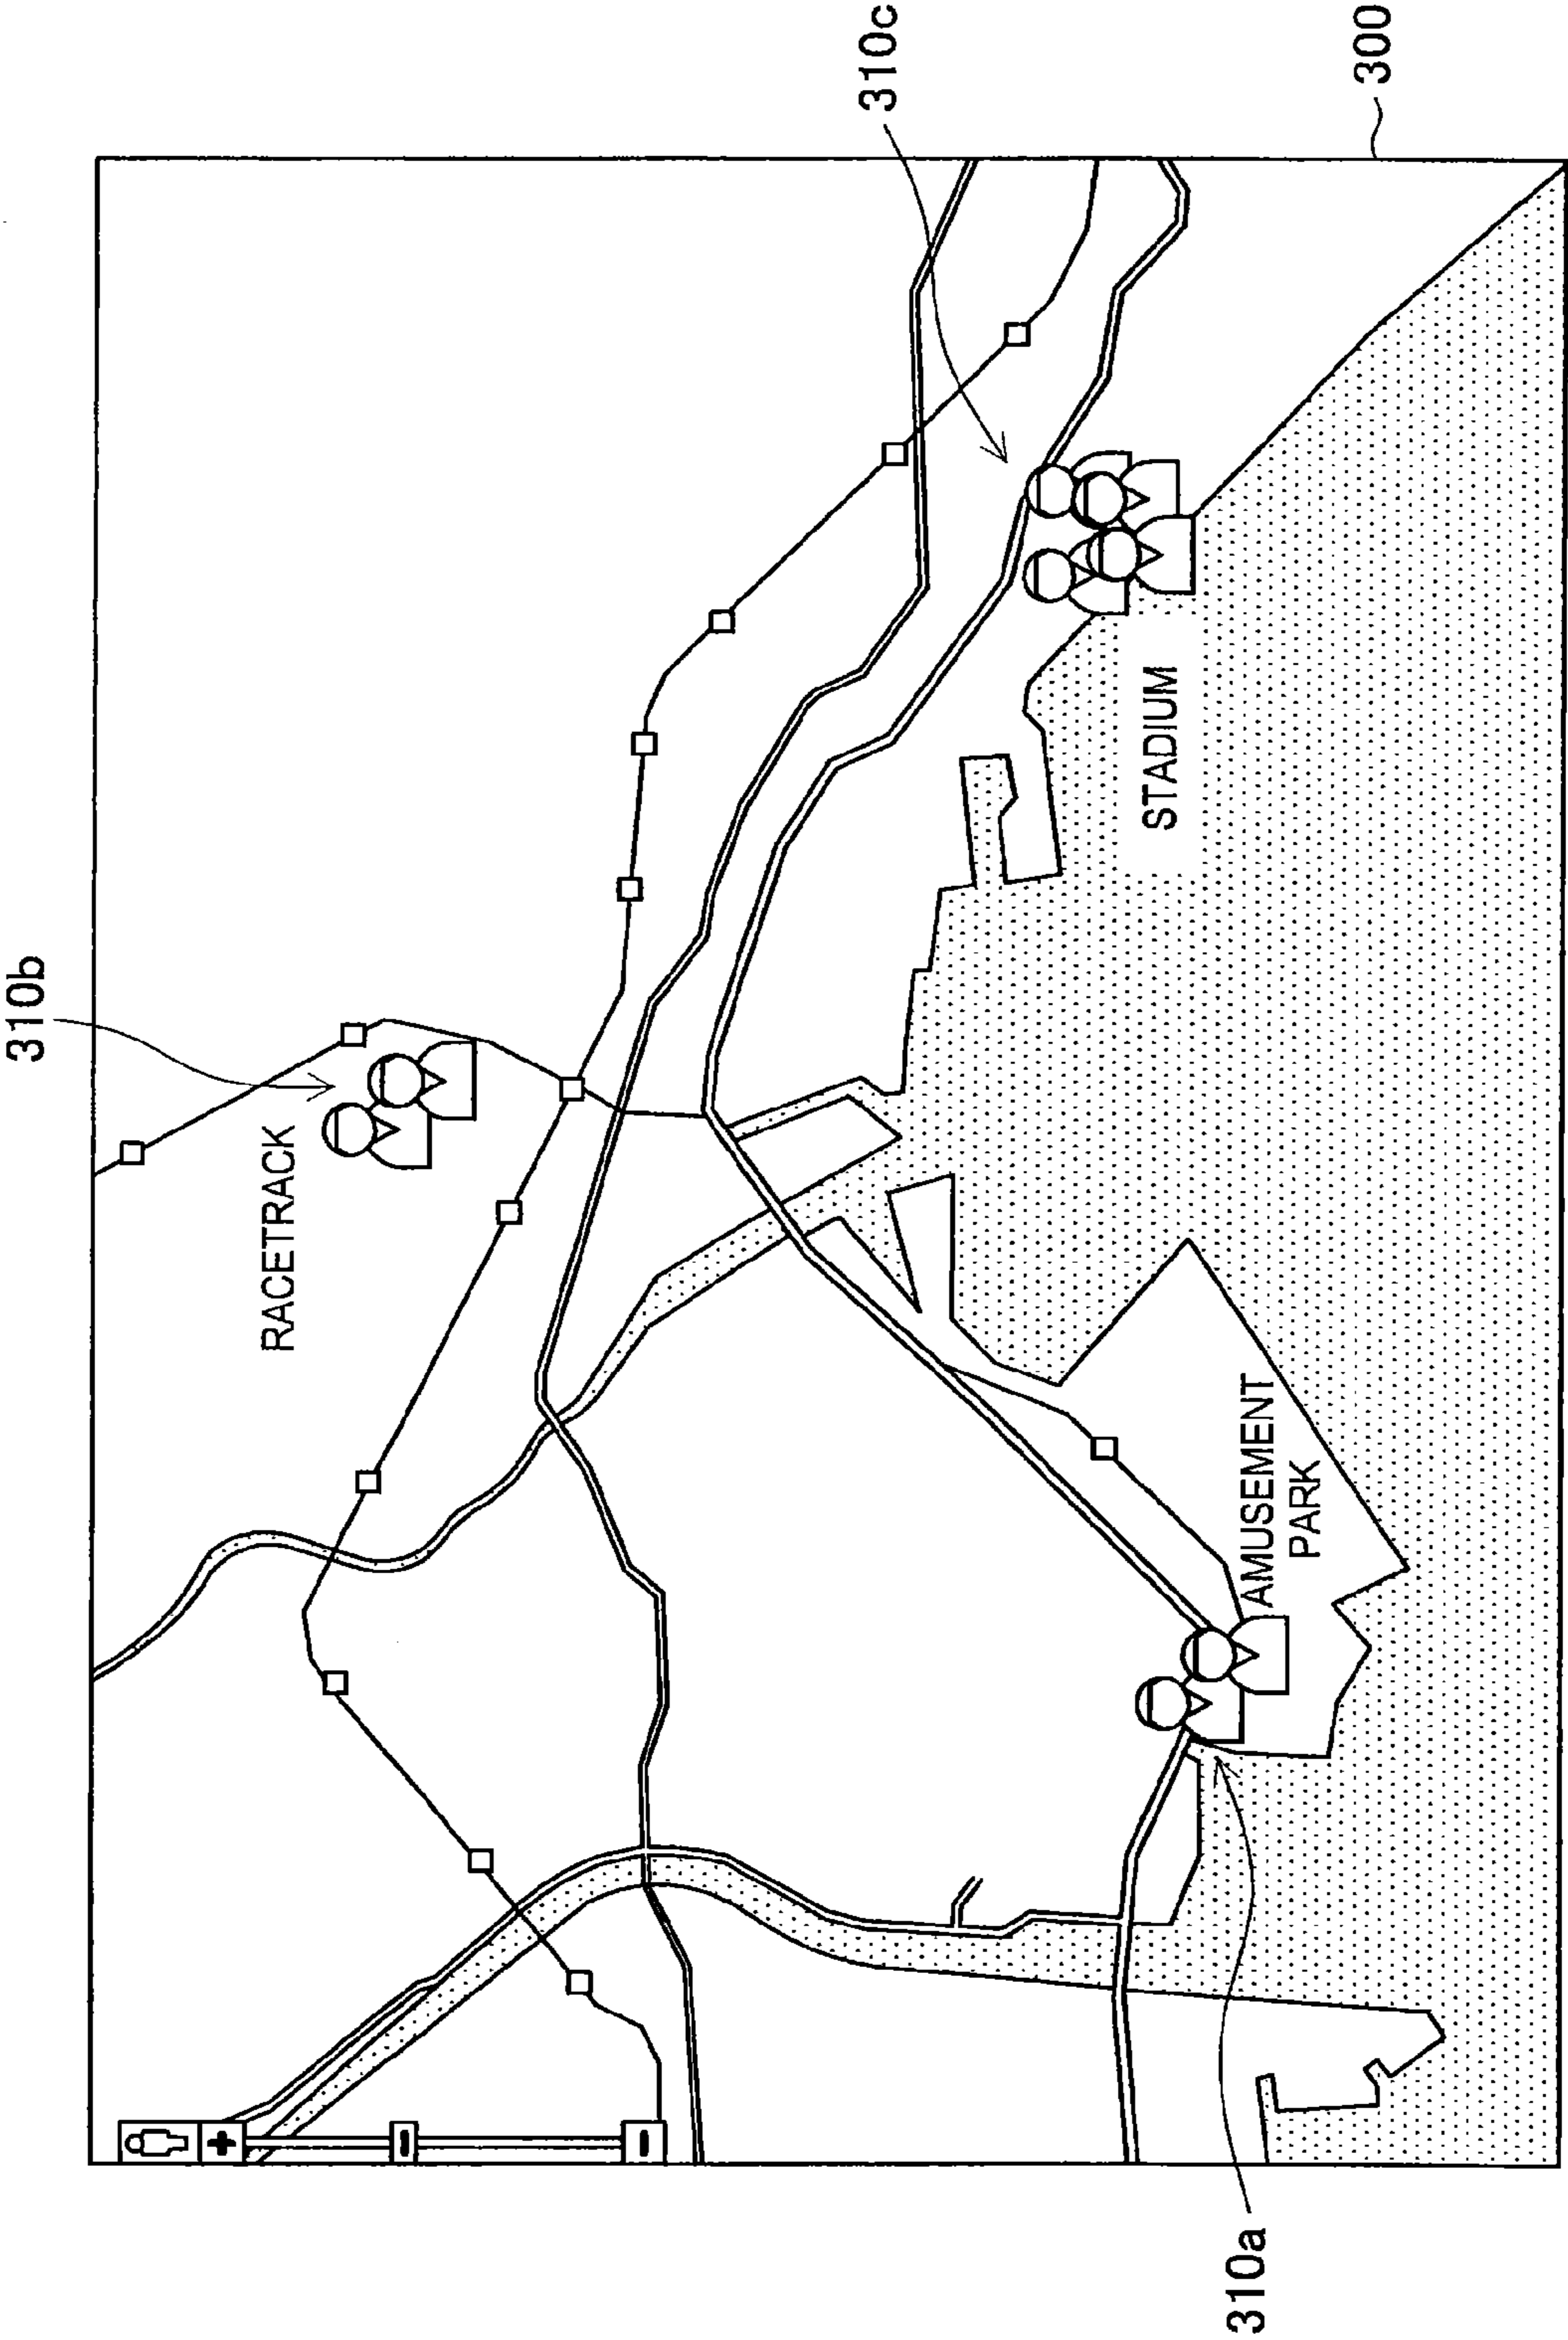 310b
310c
RACETRACK
STADIUM
AMUSEMENT
PARK
310a
300